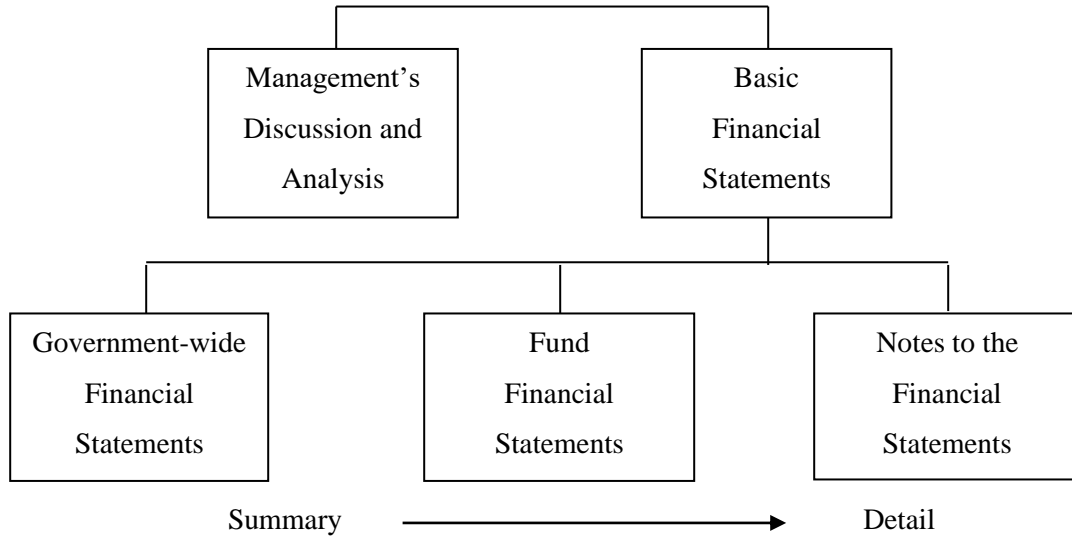 Management’s
Discussion and
Analysis
Basic
Financial
Statements
Government-wide
Financial
Statements
Fund
Financial
Statements
Notes to the
Financial
Statements
Summary
Detail